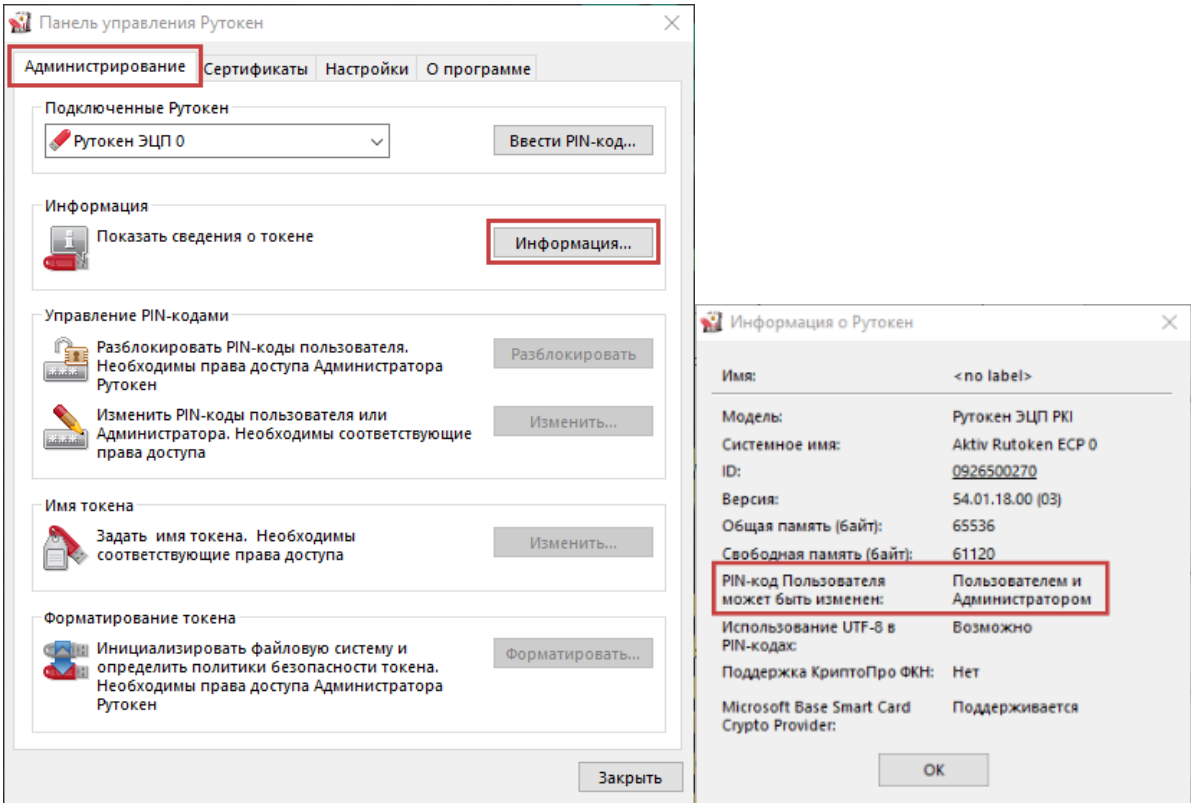 Панель управления Рутокен
Администрирование
Сертификаты
Настройки
О программе
Подключенные Рутокен
Рутокен ЭЦП 0
Ввести PIN-код...
Информация
Показать сведения о токене
Информация...
Управление PIN-кодами
Разблокировать PIN-коды пользователя.
Необходимы права доступа Администратора
Рутокен
Разблокировать
Изменить PIN-коды пользователя или
Администратора. Необходимы соответствующие
права доступа
Изменить...
Имя токена
Задать имя токена. Необходимы
соответствующие права доступа
Изменить...
Форматирование токена
Инициализировать файловую систему и
определить политики безопасности токена.
Необходимы права доступа Администратора
Рутокен
Форматировать...
Закрыть
Информация о Рутокен
Имя: <no label>
Модель: Рутокен ЭЦП PKI
Системное имя: Aktiv Rutoken ECP 0
ID: 0926500270
Версия: 54.01.18.00 (03)
Общая память (байт): 65536
Свободная память (байт): 61120
PIN-код Пользователя Пользователем и
может быть изменен: Администратором
Использование UTF-8 в Возможно
PIN-кодах:
Поддержка КриптоПро ФКН: Нет
Microsoft Base Smart Card Поддерживается
Crypto Provider:
OK